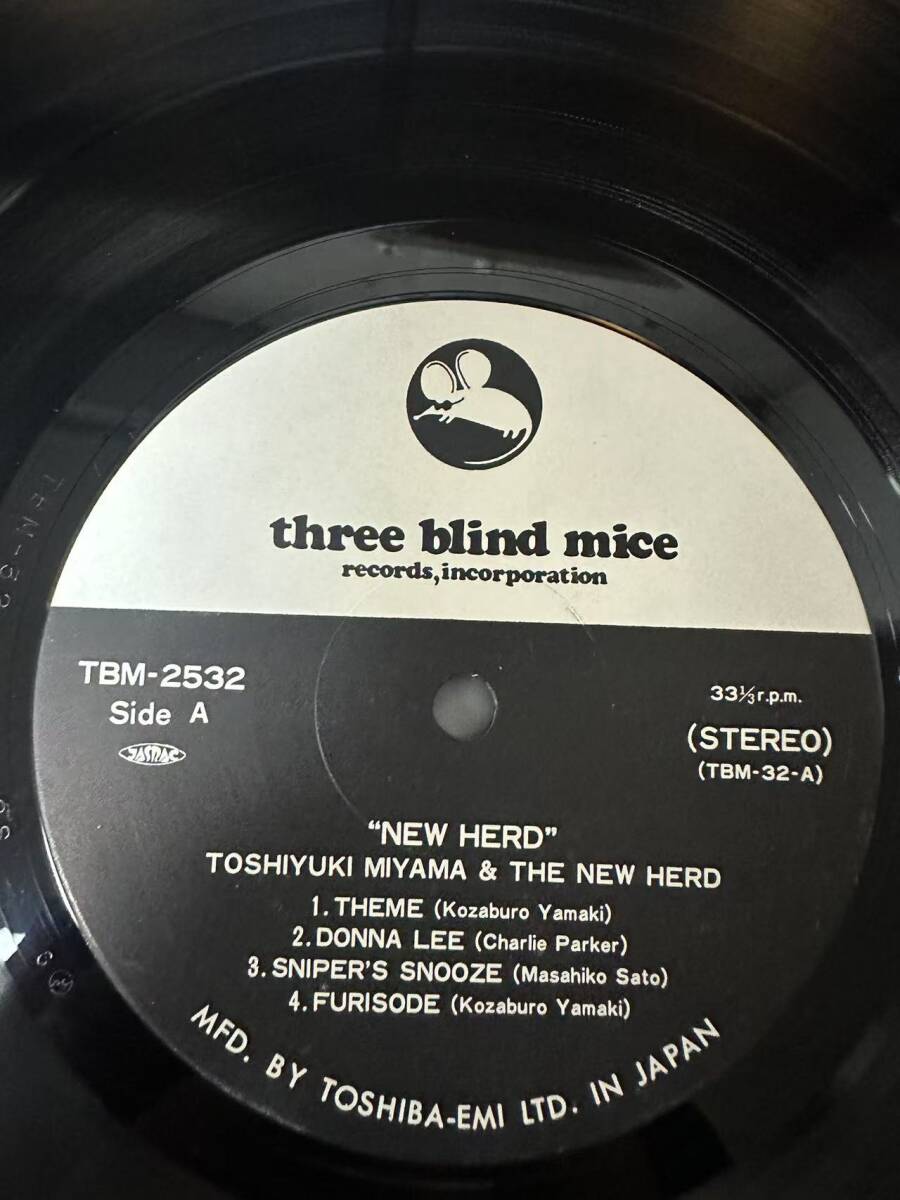 three blind mice
records, incorporation
TBM-2532
Side A
JASRAC
33⅓ r.p.m.
(STEREO)
(TBM-32-A)
“NEW HERD”
TOSHIYUKI MIYAMA & THE NEW HERD
1. THEME (Kozaburo Yamaki)
2. DONNA LEE (Charlie Parker)
3. SNIPER'S SNOOZE (Masahiko Sato)
4. FURISODE (Kozaburo Yamaki)
MFD. BY TOSHIBA-EMI LTD. IN JAPAN